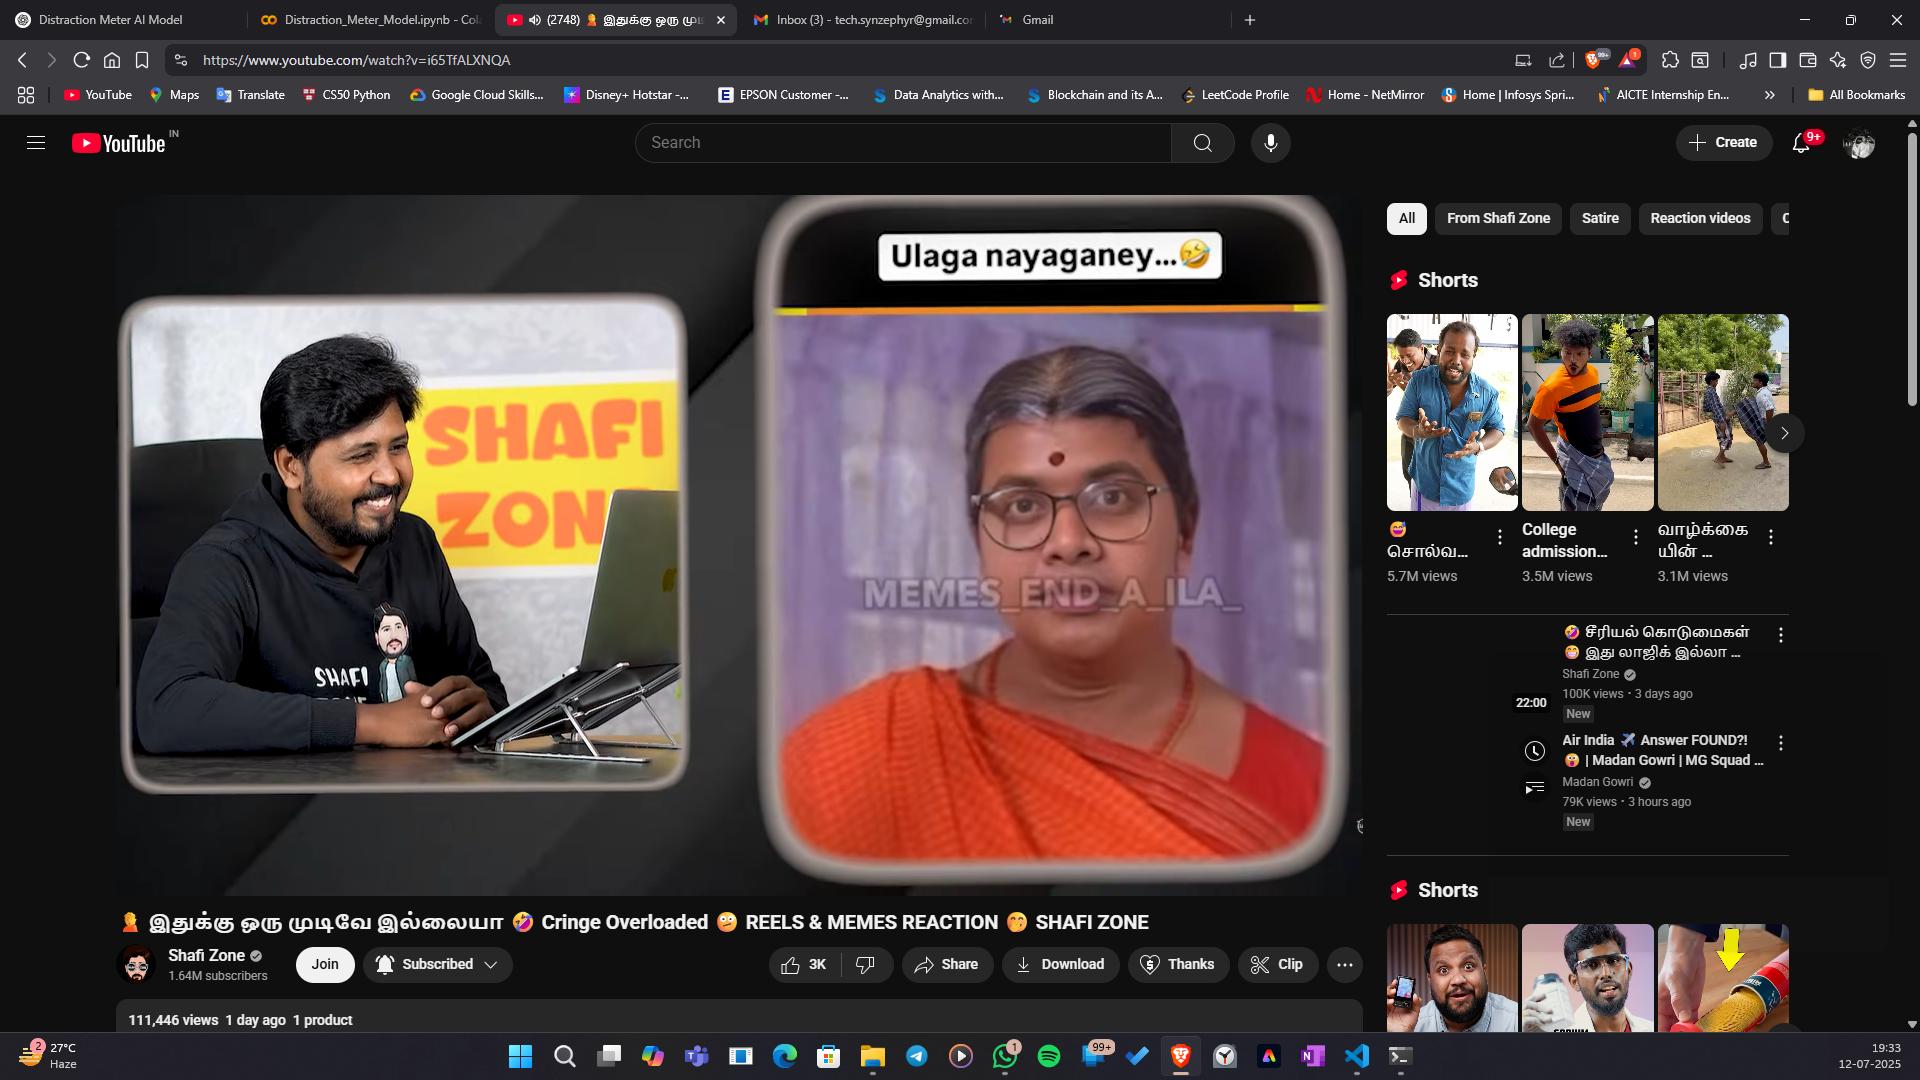 Distraction Meter AI Model
Distraction_Meter_Model.ipynb - Col
(2748) 🤦 இதுக்கு ஒரு முடி
Inbox (3) - tech.synzephyr@gmail.com
Gmail
https://www.youtube.com/watch?v=i65TfALXNQA
99+
1
YouTube
Maps
Translate
CS50 Python
Google Cloud Skills...
Disney+ Hotstar -...
EPSON Customer -...
Data Analytics with...
Blockchain and its A...
LeetCode Profile
Home - NetMirror
Home | Infosys Spri...
AICTE Internship En...
All Bookmarks
YouTube IN
Search
Create
9+
Ulaga nayaganey...🤣
SHAFI
ZON
SHAFI
MEMES_END_A_ILA_
All
From Shafi Zone
Satire
Reaction videos
Shorts
😅
சொல்வ...
5.7M views
College
admission...
3.5M views
வாழ்க்கை
யின் ...
3.1M views
22:00
🤣 சீரியல் கொடுமைகள்
😁 இது லாஜிக் இல்லா ...
Shafi Zone
100K views • 3 days ago
New
Air India ✈️ Answer FOUND?!
😱 | Madan Gowri | MG Squad ...
Madan Gowri
79K views • 3 hours ago
New
Shorts
🤦 இதுக்கு ஒரு முடிவே இல்லையா 🤣 Cringe Overloaded 🤪 REELS & MEMES REACTION 🤭 SHAFI ZONE
Shafi Zone
1.64M subscribers
Join
Subscribed
3K
Share
Download
Thanks
Clip
111,446 views 1 day ago 1 product
2
27°C
Haze
1
99+
19:33
12-07-2025